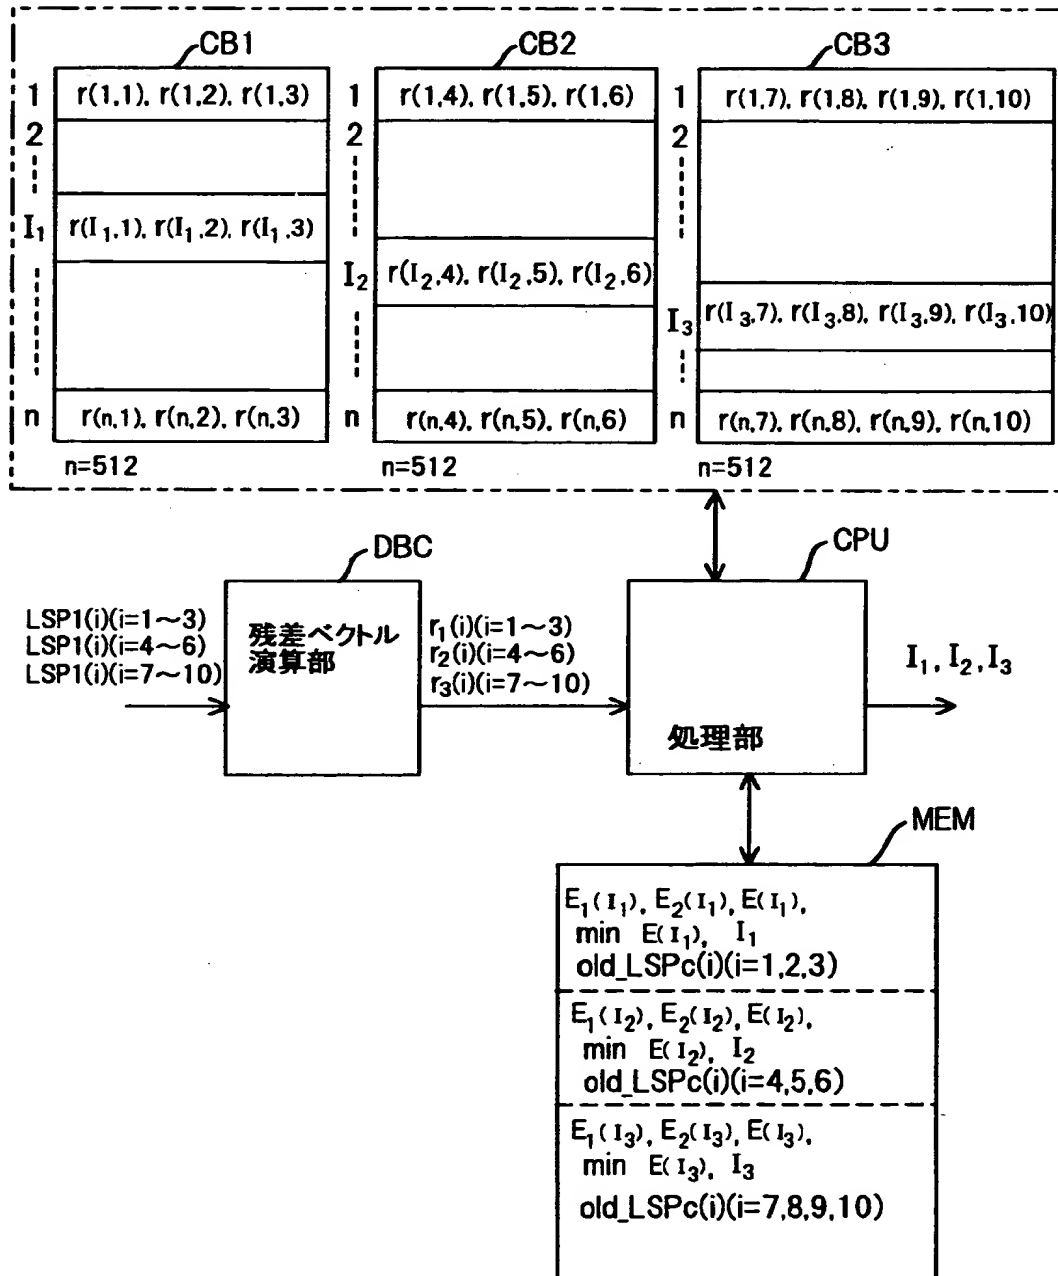 CB1
CB2
CB3
1 r(1,1), r(1,2), r(1,3)
2
I₁ r(I₁,1), r(I₁,2), r(I₁,3)
n r(n,1), r(n,2), r(n,3)
n=512
1 r(1,4), r(1,5), r(1,6)
2
I₂ r(I₂,4), r(I₂,5), r(I₂,6)
n r(n,4), r(n,5), r(n,6)
n=512
1 r(1,7), r(1,8), r(1,9), r(1,10)
2
I₃ r(I₃,7), r(I₃,8), r(I₃,9), r(I₃,10)
n r(n,7), r(n,8), r(n,9), r(n,10)
n=512
DBC
CPU
LSP1(i)(i=1～3)
LSP1(i)(i=4～6)
LSP1(i)(i=7～10)
残差ベクトル
演算部
r₁(i)(i=1～3)
r₂(i)(i=4～6)
r₃(i)(i=7～10)
処理部
I₁, I₂, I₃
MEM
E₁(I₁), E₂(I₁), E(I₁),
min E(I₁), I₁
old_LSPc(i)(i=1,2,3)
E₁(I₂), E₂(I₂), E(I₂),
min E(I₂), I₂
old_LSPc(i)(i=4,5,6)
E₁(I₃), E₂(I₃), E(I₃),
min E(I₃), I₃
old_LSPc(i)(i=7,8,9,10)